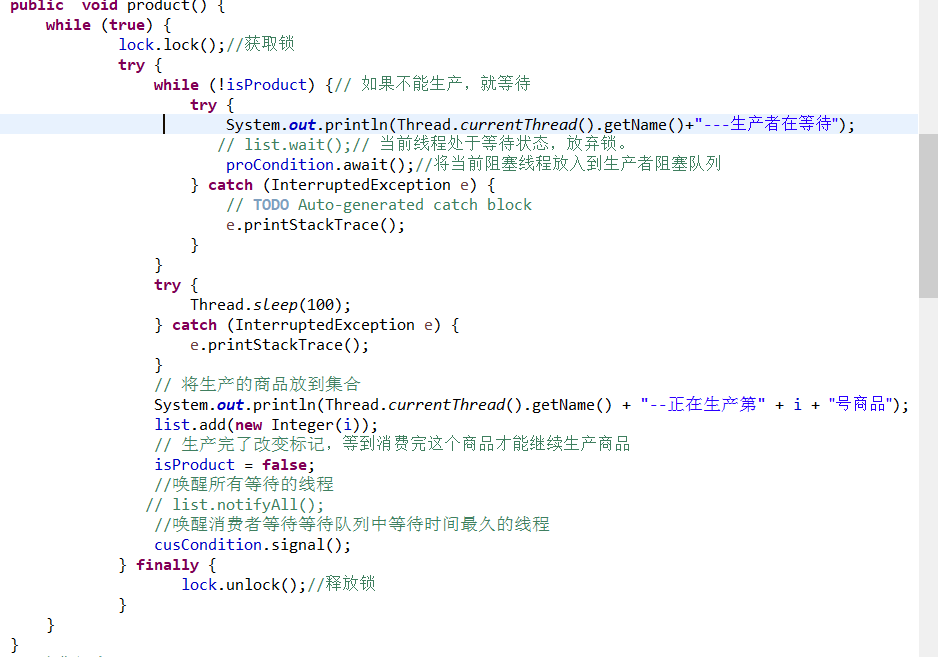 public  void product() {
while (true) {
lock.lock();//获取锁
try {
while (!isProduct) {// 如果不能生产，就等待
try {
System.out.println(Thread.currentThread().getName()+"---生产者在等待");
// list.wait();// 当前线程处于等待状态，放弃锁。
proCondition.await();//将当前阻塞线程放入到生产者阻塞队列
} catch (InterruptedException e) {
// TODO Auto-generated catch block
e.printStackTrace();
}
}
try {
Thread.sleep(100);
} catch (InterruptedException e) {
e.printStackTrace();
}
// 将生产的商品放到集合
System.out.println(Thread.currentThread().getName() + "--正在生产第" + i + "号商品");
list.add(new Integer(i));
// 生产完了改变标记，等到消费完这个商品才能继续生产商品
isProduct = false;
//唤醒所有等待的线程
// list.notifyAll();
//唤醒消费者等待等待队列中等待时间最久的线程
cusCondition.signal();
} finally {
lock.unlock();//释放锁
}
}
}